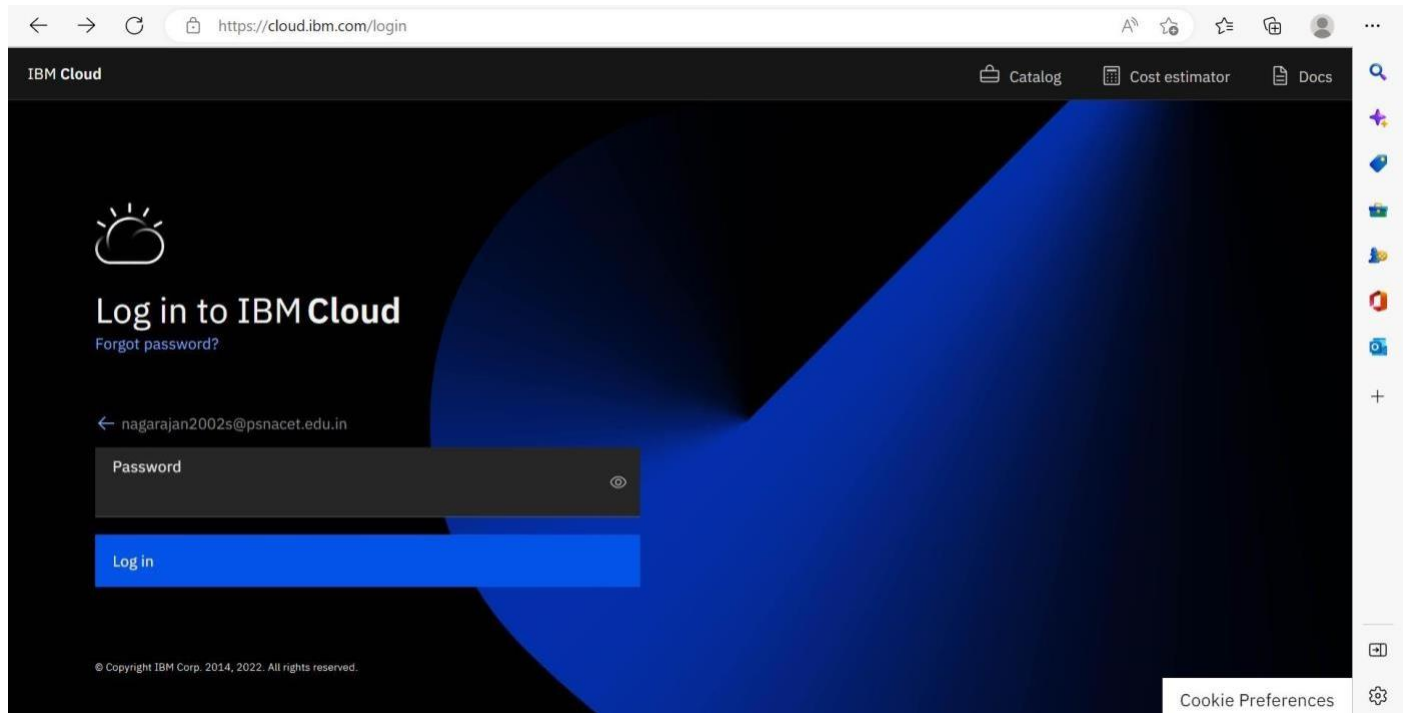 https://cloud.ibm.com/login
IBM Cloud
Catalog
Cost estimator
Docs
Log in to IBM Cloud
Forgot password?
← nagarajan2002s@psnacet.edu.in
Password
Log in
© Copyright IBM Corp. 2014, 2022. All rights reserved.
Cookie Preferences